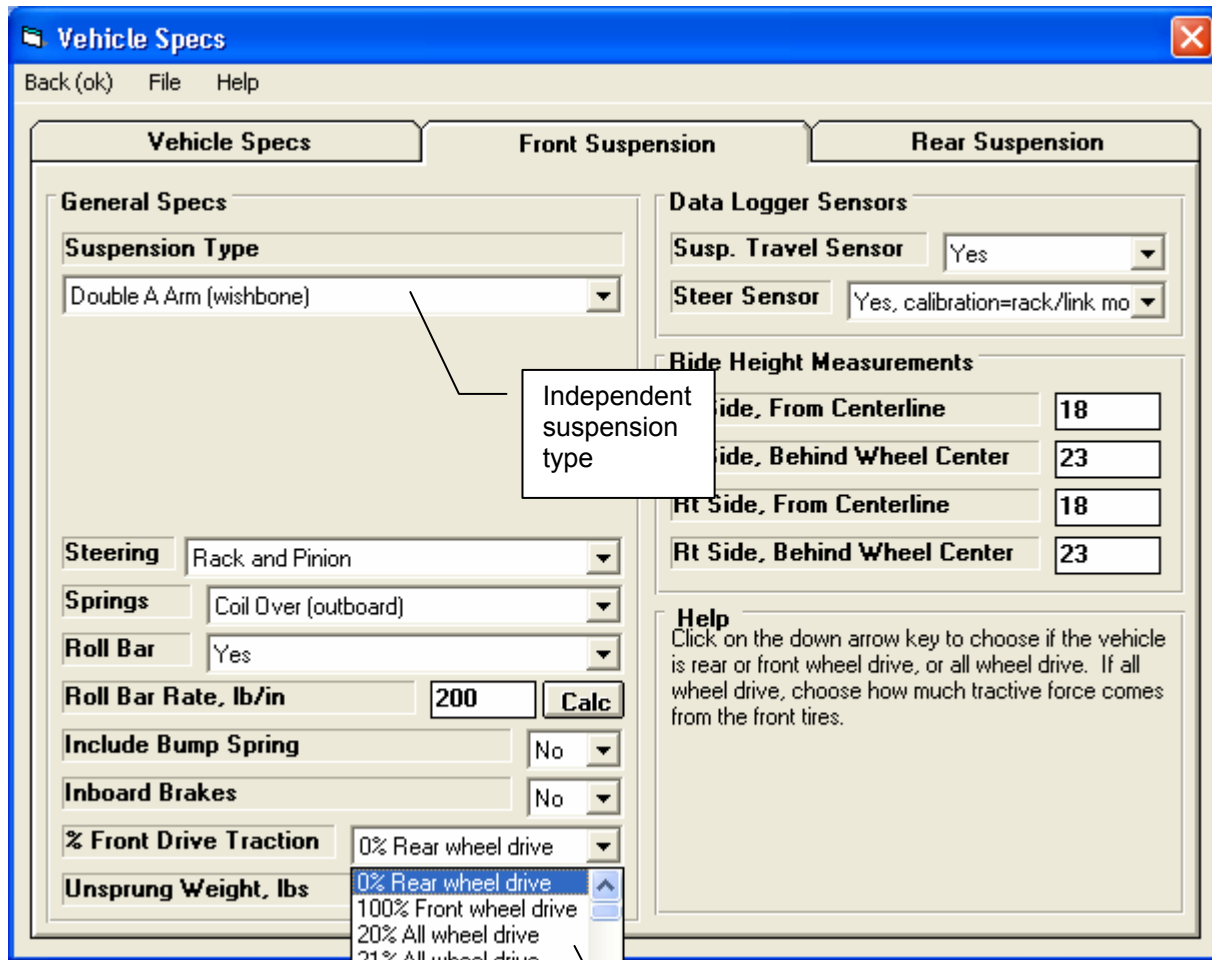 Vehicle Specs
Back (ok) File Help
Vehicle Specs Front Suspension Rear Suspension
General Specs
Suspension Type
Double A Arm (wishbone)
Independent
suspension
type
Steering Rack and Pinion
Springs Coil Over (outboard)
Roll Bar Yes
Roll Bar Rate, lb/in 200 Calc
Include Bump Spring No
Inboard Brakes No
% Front Drive Traction 0% Rear wheel drive
Unsprung Weight, lbs
0% Rear wheel drive
100% Front wheel drive
20% All wheel drive
21% All wheel drive
Data Logger Sensors
Susp. Travel Sensor Yes
Steer Sensor Yes, calibration=rack/link mo
Ride Height Measurements
Side, From Centerline 18
Side, Behind Wheel Center 23
Rt Side, From Centerline 18
Rt Side, Behind Wheel Center 23
Help
Click on the down arrow key to choose if the vehicle
is rear or front wheel drive, or all wheel drive. If all
wheel drive, choose how much tractive force comes
from the front tires.